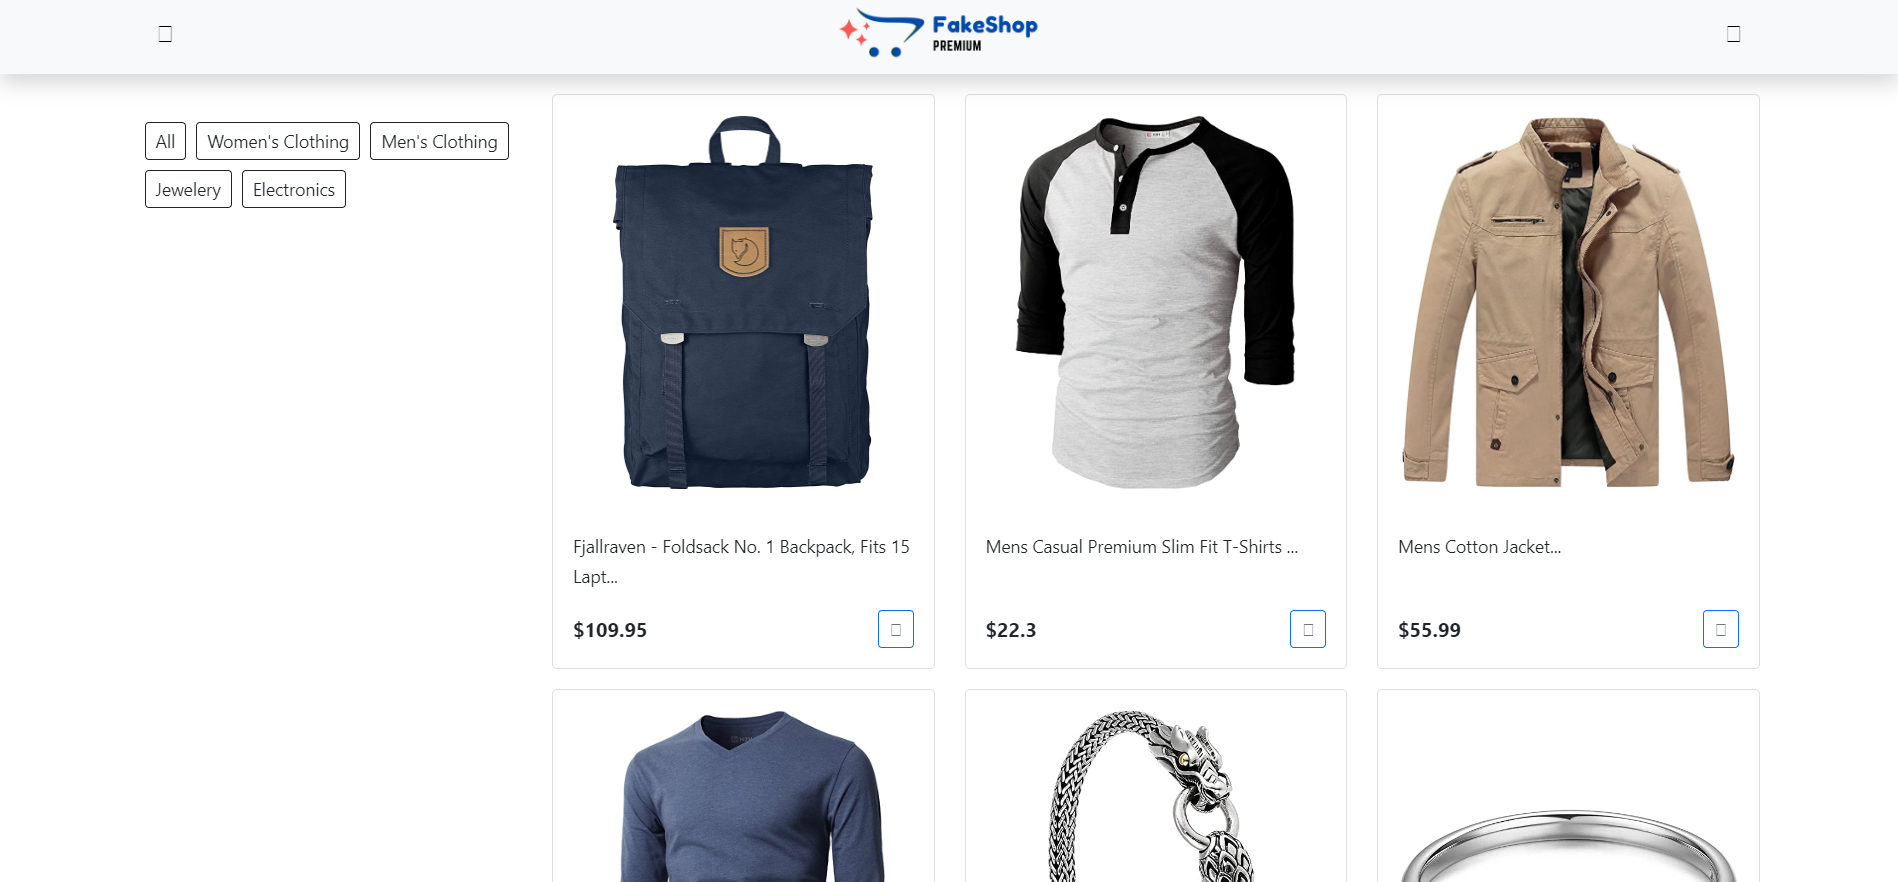 FakeShop
PREMIUM
All
Women's Clothing
Men's Clothing
Jewelery
Electronics
Fjallraven - Foldsack No. 1 Backpack, Fits 15
Lapt...
$109.95
Mens Casual Premium Slim Fit T-Shirts ...
$22.3
Mens Cotton Jacket...
$55.99